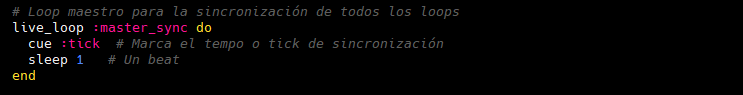 # Loop maestro para la sincronización de todos los loops
live_loop :master_sync do
  cue :tick  # Marca el tempo o tick de sincronización
  sleep 1   # Un beat
end